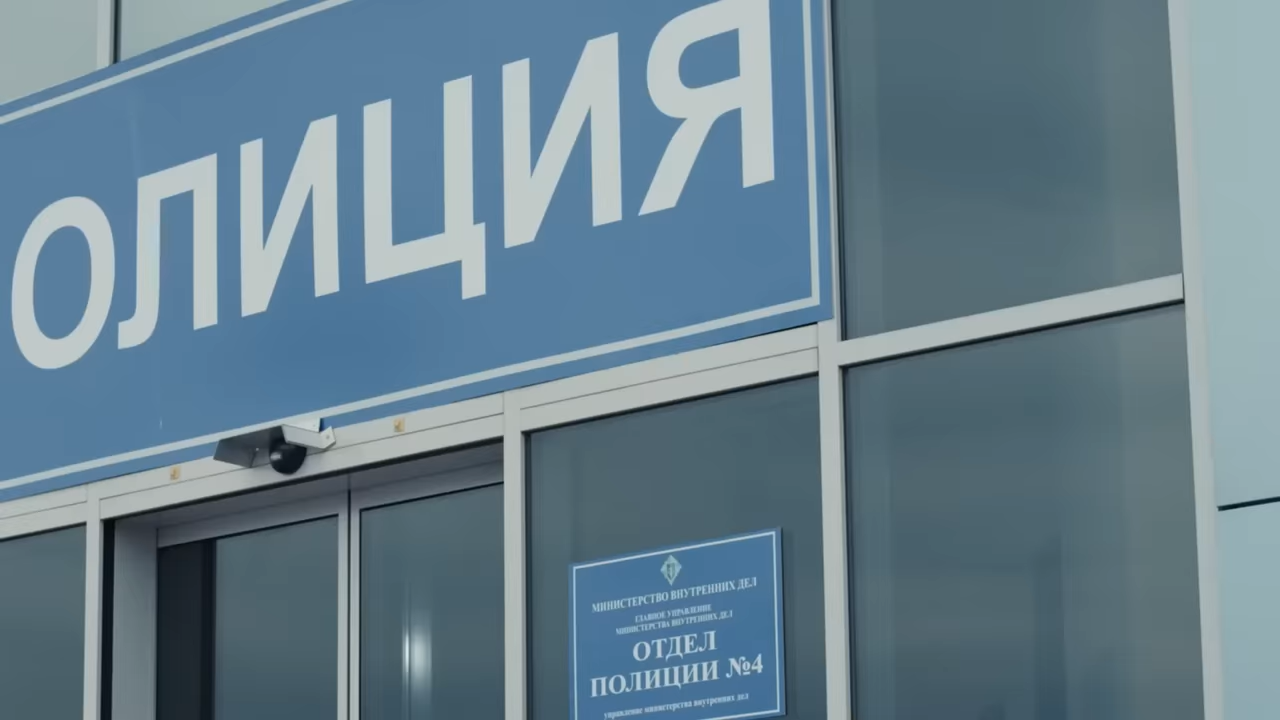 ОЛИЦИЯ
МИНИСТЕРСТВО ВНУТРЕННИХ ДЕЛ
ГЛАВНОЕ УПРАВЛЕНИЕ
МИНИСТЕРСТВА ВНУТРЕННИХ ДЕЛ
ОТДЕЛ
ПОЛИЦИИ №4
управление министерства внутренних дел